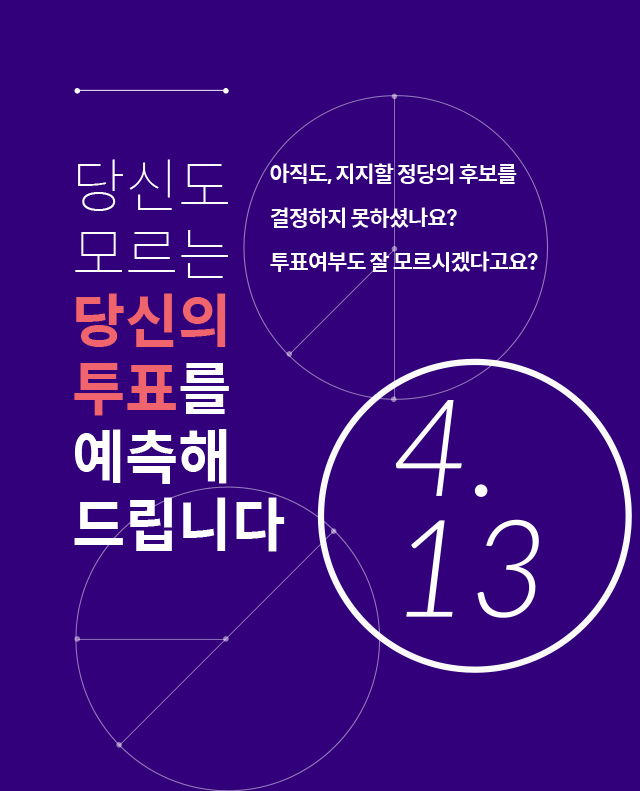 당신도
모르는
당신의
투표를
예측해
드립니다
아직도, 지지할 정당의 후보를
결정하지 못하셨나요?
투표여부도 잘 모르시겠다고요?
4.
13